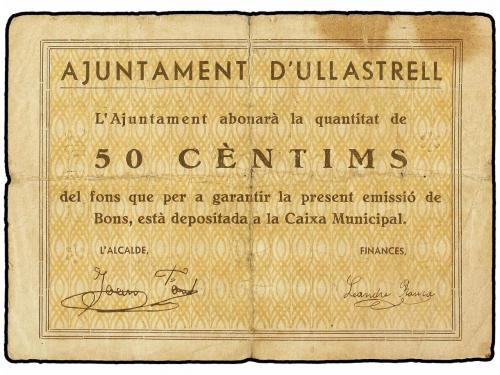 AJUNTAMENT D'ULLASTRELL
L'Ajuntament abonarà la quantitat de
50 CÈNTIMS
del fons que per a garantir la present emissió de
Bons, està depositada a la Caixa Municipal.
L'ALCALDE, FINANCES,
Leandre